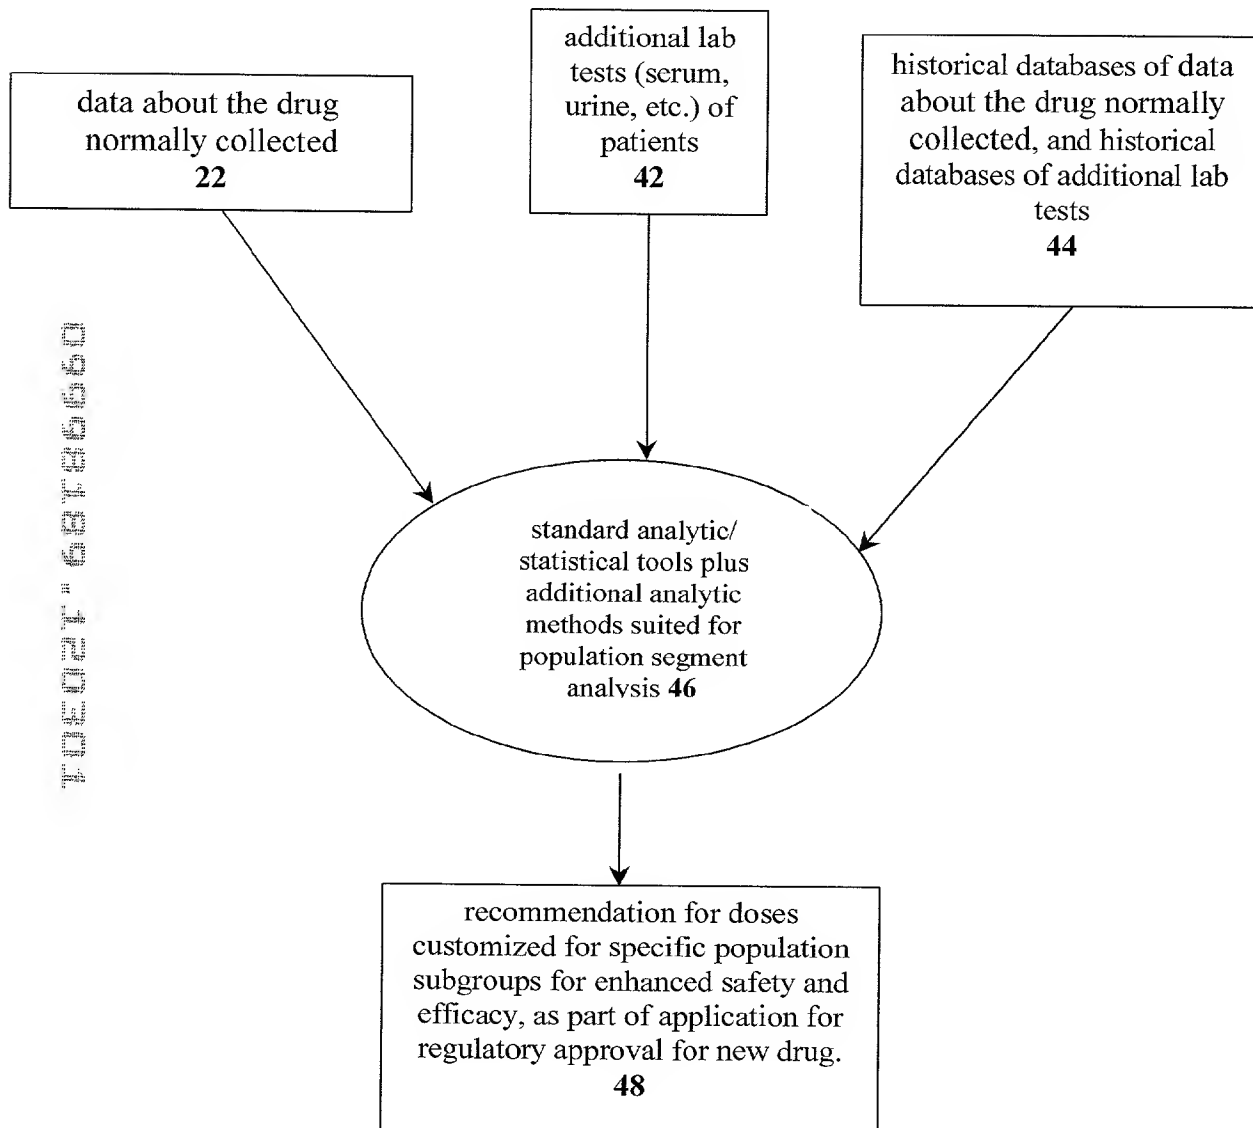 data about the drug
normally collected
22
additional lab
tests (serum,
urine, etc.) of
patients
42
historical databases of data
about the drug normally
collected, and historical
databases of additional lab
tests
44
standard analytic/
statistical tools plus
additional analytic
methods suited for
population segment
analysis 46
recommendation for doses
customized for specific population
subgroups for enhanced safety and
efficacy, as part of application for
regulatory approval for new drug.
48